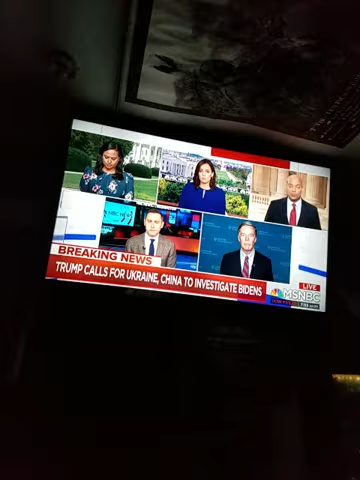 BREAKING NEWS
TRUMP CALLS FOR UKRAINE, CHINA TO INVESTIGATE BIDENS
LIVE
MSNBC